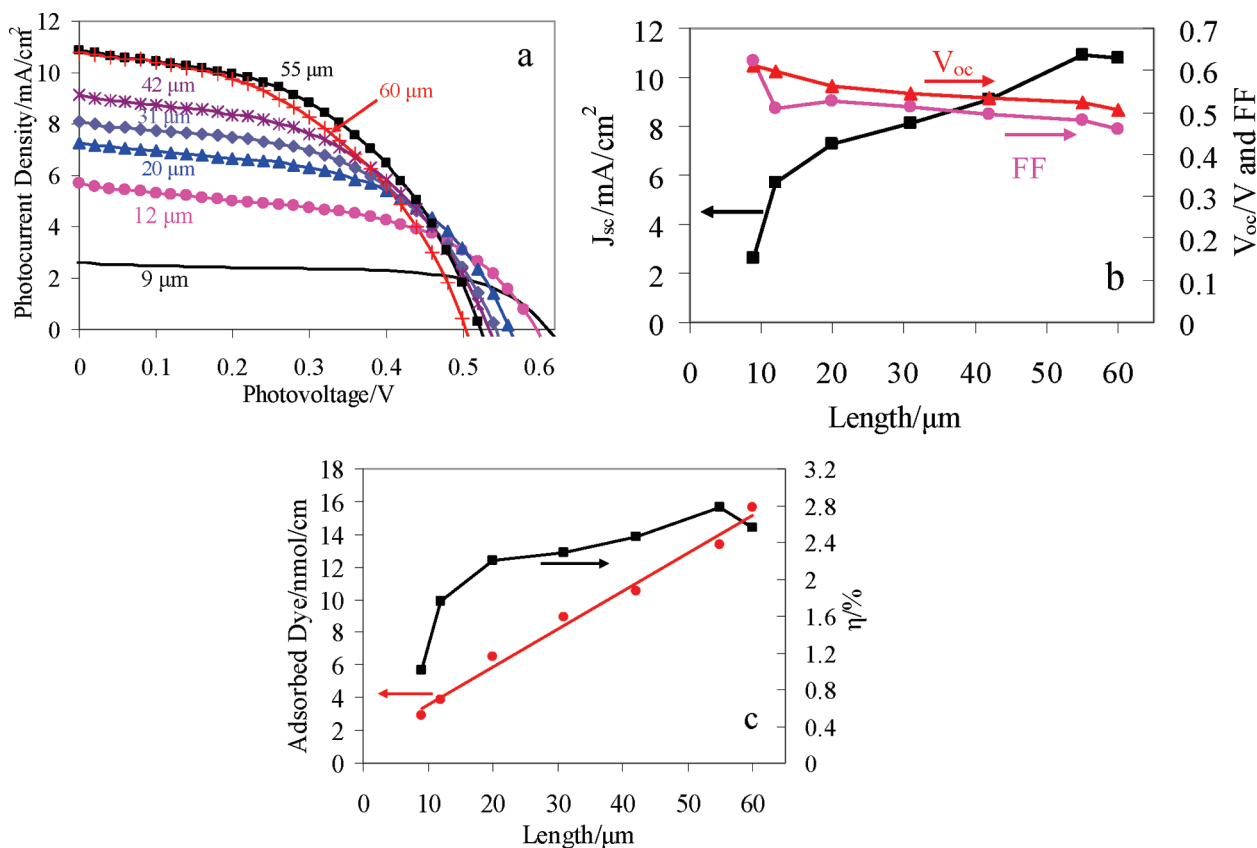 a
Photocurrent Density/mA/cm²
12
10
8
6
4
2
0
55 μm
60 μm
42 μm
31 μm
20 μm
12 μm
9 μm
0 0.1 0.2 0.3 0.4 0.5 0.6
Photovoltage/V
b
J_sc/mA/cm²
12
10
8
6
4
2
0
V_oc
FF
0.7
0.6
0.5
0.4
0.3
0.2
0.1
0
V_oc/V and FF
0 10 20 30 40 50 60
Length/μm
c
Adsorbed Dye/nmol/cm
18
16
14
12
10
8
6
4
2
0
3.2
2.8
2.4
2
1.6
1.2
0.8
0.4
0
η/%
0 10 20 30 40 50 60
Length/μm